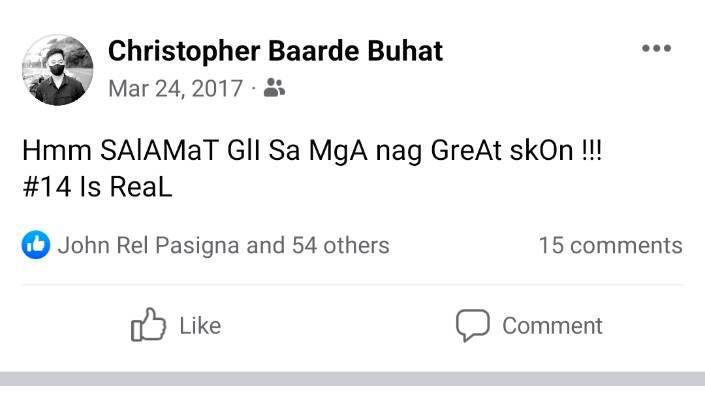 Christopher Baarde Buhat
Mar 24, 2017 ·
Hmm SAlAMaT GlI Sa MgA nag GreAt skOn !!!
#14 Is ReaL
John Rel Pasigna and 54 others
15 comments
Like
Comment